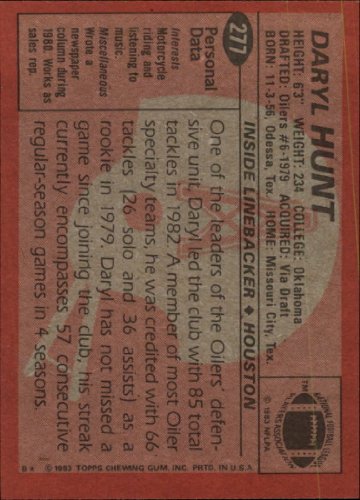 277
DARYL HUNT
INSIDE LINEBACKER ♦ HOUSTON
HEIGHT: 6'3" WEIGHT: 234 COLLEGE: Oklahoma
DRAFTED: Oilers #6-1979 ACQUIRED: Via Draft
BORN: 11-3-56, Odessa, Tex. HOME: Missouri City, Tex.
NATIONAL FOOTBALL LEAGUE
PLAYERS ASSOCIATION
TM
© 1983 NFLPA
Personal
Data
Interests
Motorcycle
riding and
listening to
music
Miscellaneous
Wrote a
newspaper
column during
1980. Works as
sales rep.
One of the leaders of the Oilers' defen-
sive unit, Daryl led the club with 85 total
tackles in 1982. A member of most Oiler
specialty teams, he was credited with 66
tackles (26 solo and 36 assists) as a
rookie in 1979. Daryl has not missed a
game since joining the club, his streak
currently encompasses 57 consecutive
regular-season games in 4 seasons.
B* © 1983 TOPPS CHEWING GUM, INC. PRTD. IN U.S.A.